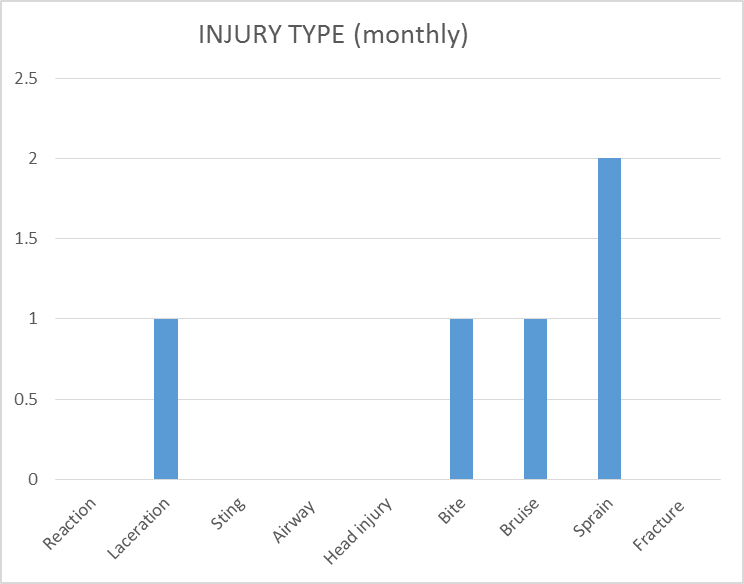 INJURY TYPE (monthly)
2.5
2
1.5
1
0.5
0
Reaction
Laceration
Sting
Airway
Head injury
Bite
Bruise
Sprain
Fracture